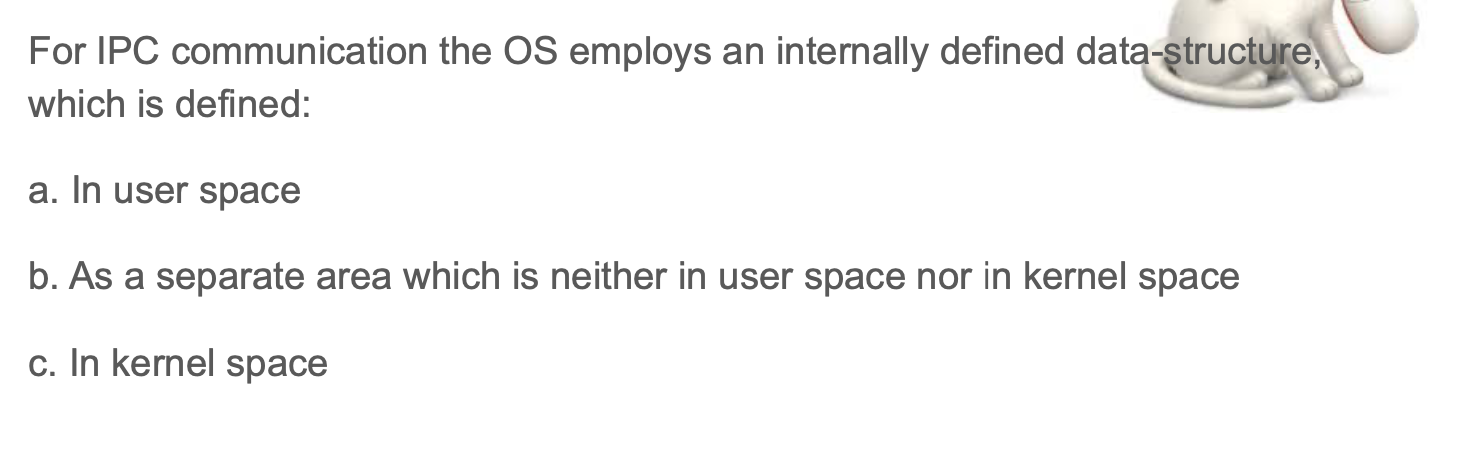 For IPC communication the OS employs an internally defined data-structure,
which is defined:
a. In user space
b. As a separate area which is neither in user space nor in kernel space
c. In kernel space